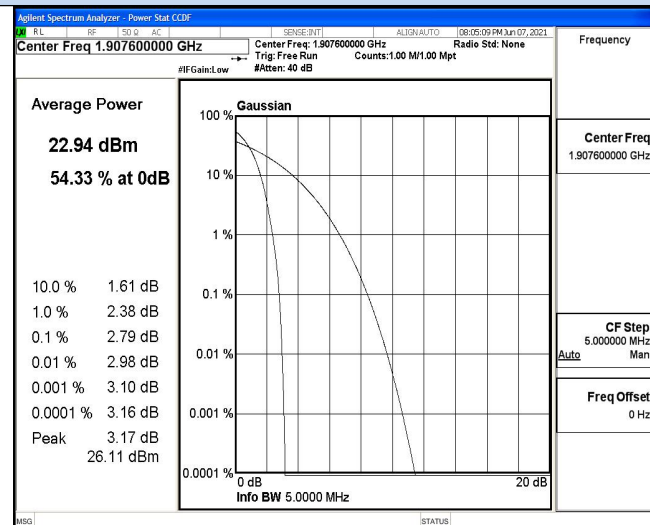 Agilent Spectrum Analyzer - Power Stat CCDF
LXI RL RF 50 Ω AC SENSE:INT ALIGN AUTO 08:05:09 PM Jun 07, 2021
Center Freq 1.907600000 GHz
Center Freq: 1.907600000 GHz Radio Std: None
Trig: Free Run Counts:1.00 M/1.00 Mpt
#IFGain:Low #Atten: 40 dB
Frequency
Average Power
22.94 dBm
54.33 % at 0dB
10.0 % 1.61 dB
1.0 % 2.38 dB
0.1 % 2.79 dB
0.01 % 2.98 dB
0.001 % 3.10 dB
0.0001 % 3.16 dB
Peak 3.17 dB
26.11 dBm
Gaussian
100 %
10 %
1 %
0.1 %
0.01 %
0.001 %
0.0001 %
0 dB 20 dB
Info BW 5.0000 MHz
Center Freq
1.907600000 GHz
CF Step
5.000000 MHz
Auto Man
Freq Offset
0 Hz
MSG STATUS